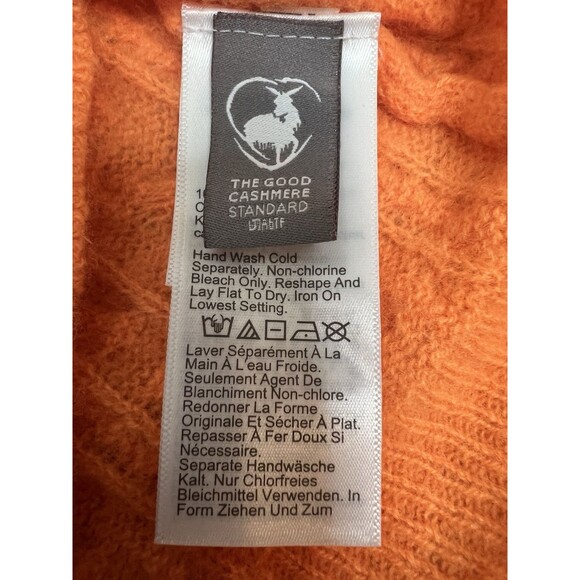 THE GOOD
CASHMERE
STANDARD
by AbTF
Hand Wash Cold
Separately. Non-chlorine
Bleach Only. Reshape And
Lay Flat To Dry. Iron On
Lowest Setting.
Laver Séparément À La
Main À L'eau Froide.
Seulement Agent De
Blanchiment Non-chlore.
Redonner La Forme
Originale Et Sécher À Plat.
Repasser À Fer Doux Si
Nécessaire.
Separate Handwäsche
Kalt. Nur Chlorfreies
Bleichmittel Verwenden. In
Form Ziehen Und Zum